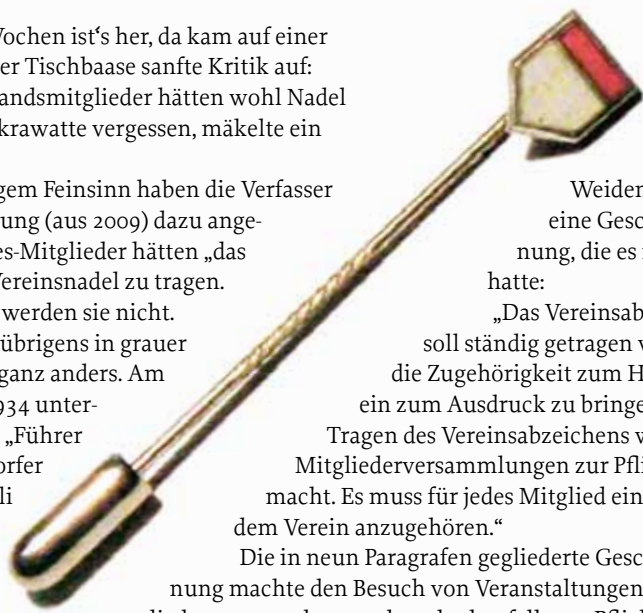 Wochen ist's her, da kam auf einer
er Tischbaase sanfte Kritik auf:
andsmitglieder hätten wohl Nadel
krawatte vergessen, mäkelte ein
gem Feinsinn haben die Verfasser
ung (aus 2009) dazu ange-
es-Mitglieder hätten „das
Vereinsnadel zu tragen.
werden sie nicht.
übrigens in grauer
ganz anders. Am
934 unter-
„Führer
orfer
li
Weiden
eine Gesc
nung, die es
hatte:
„Das Vereinsab
soll ständig getragen
die Zugehörigkeit zum H
ein zum Ausdruck zu bringe
Tragen des Vereinsabzeichens
Mitgliederversammlungen zur Pfli
macht. Es muss für jedes Mitglied ein
dem Verein anzugehören.“
Die in neun Paragrafen gegliederte Gesc
nung machte den Besuch von Veranstaltungen